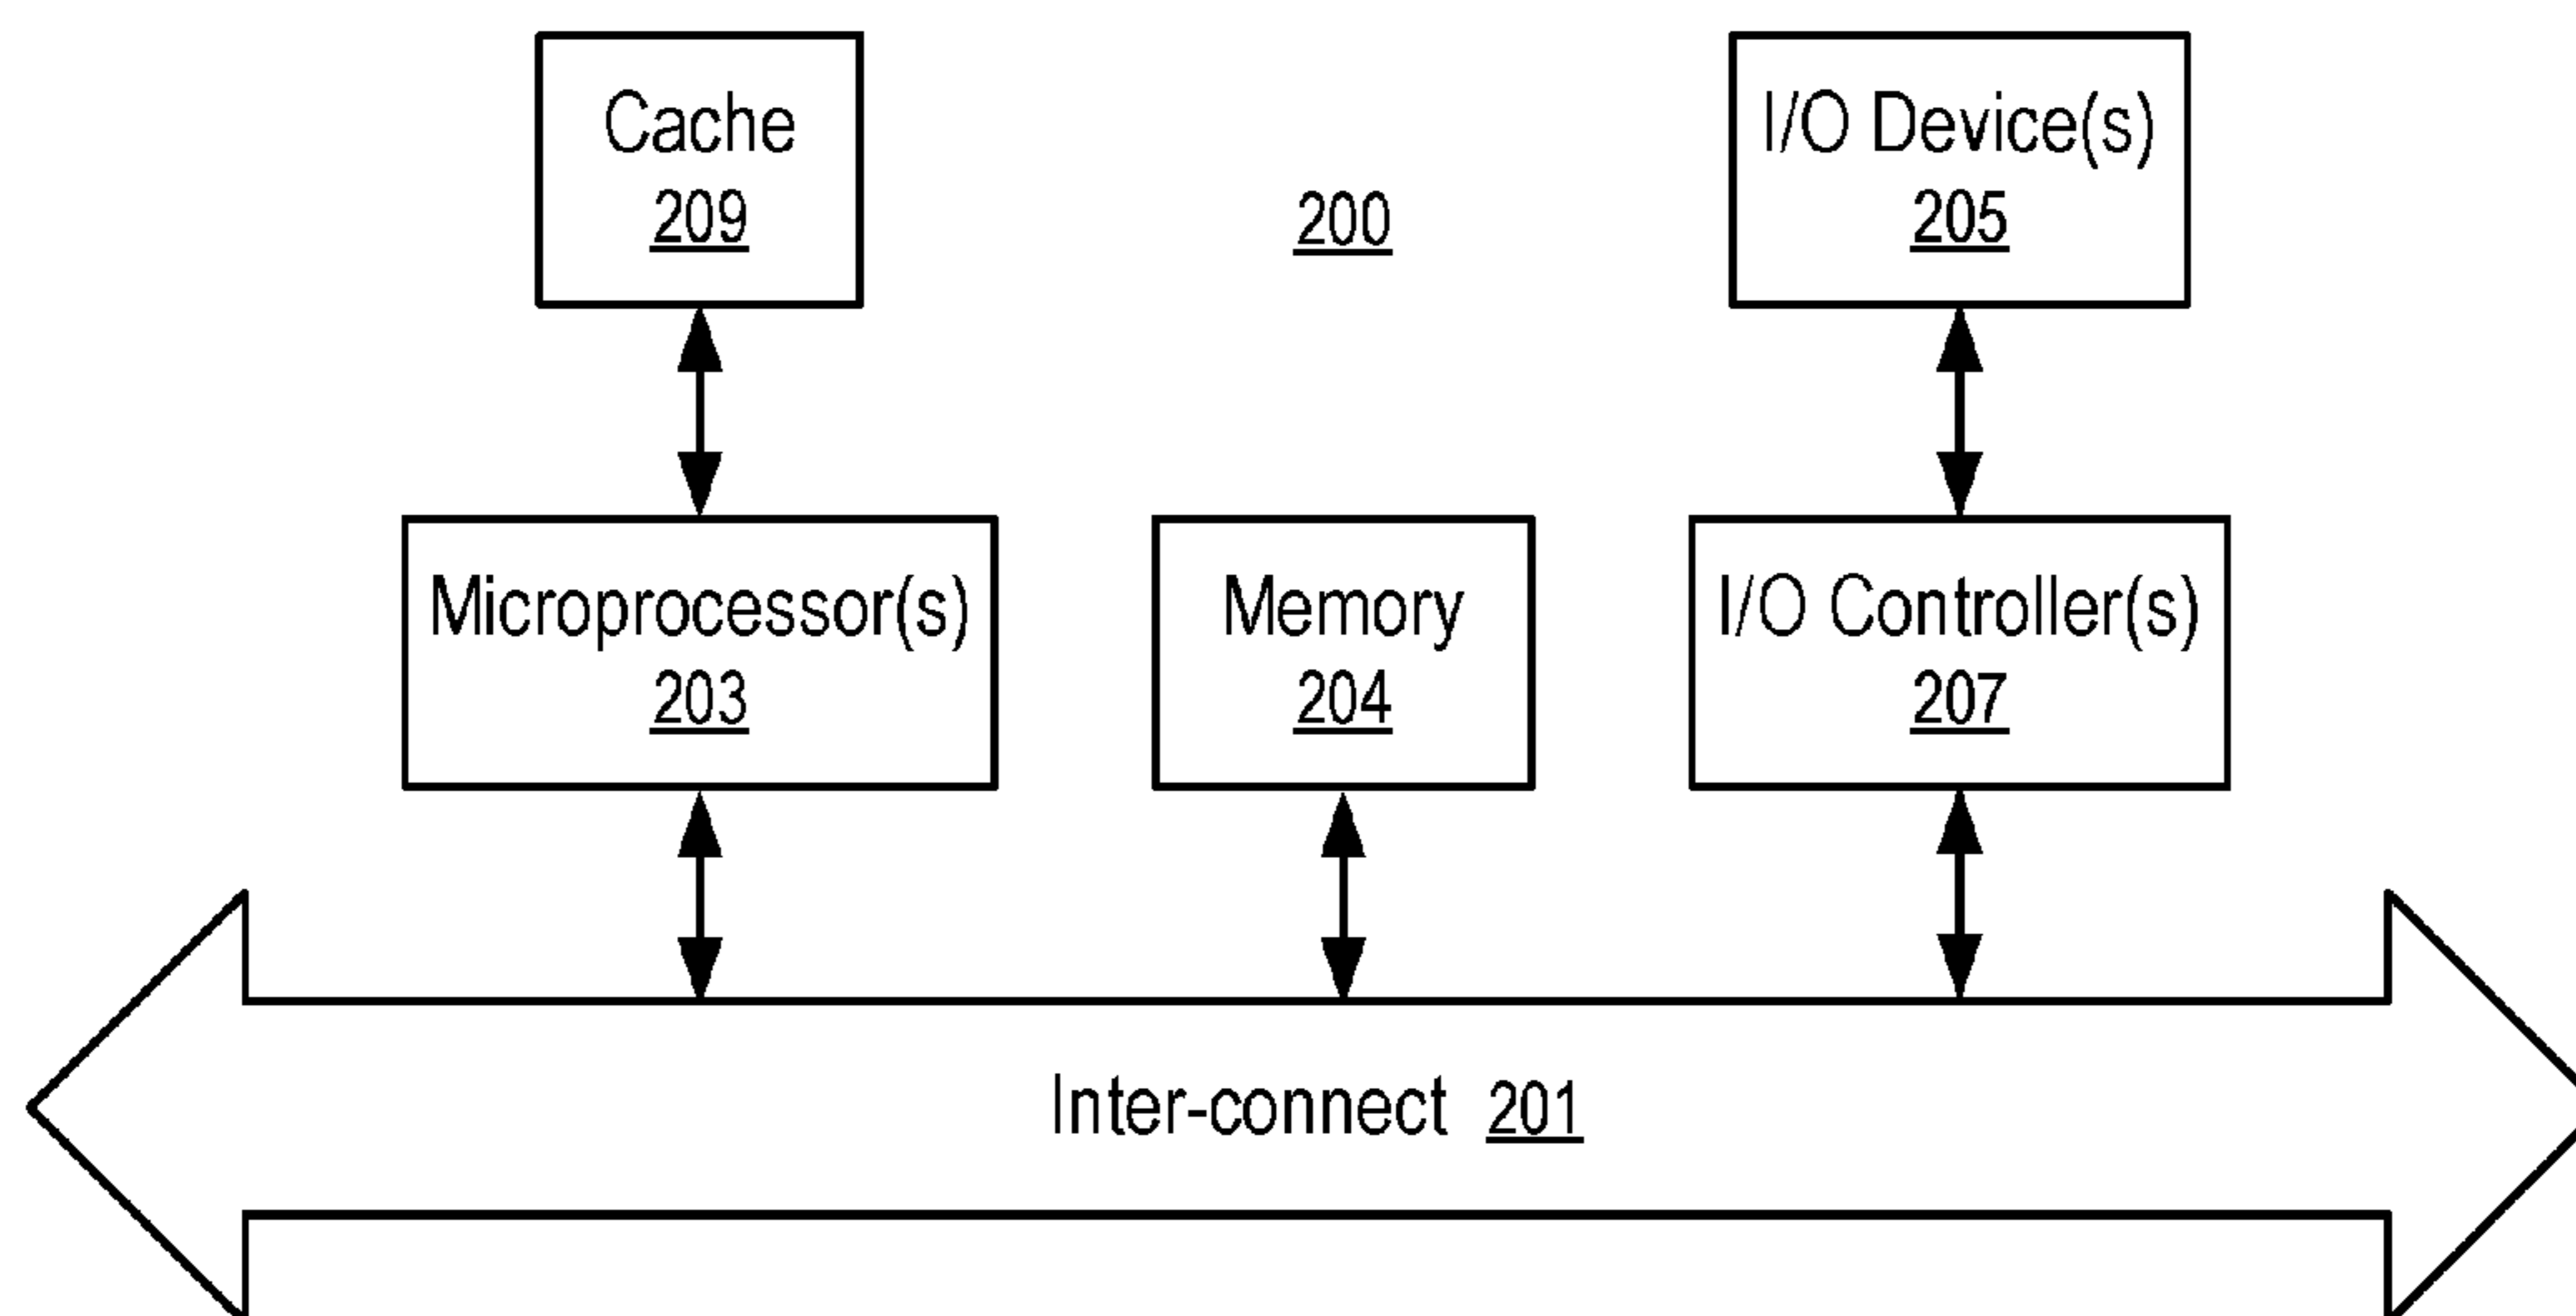 Cache
209
200
I/O Device(s)
205
Microprocessor(s)
203
Memory
204
I/O Controller(s)
207
Inter-connect 201